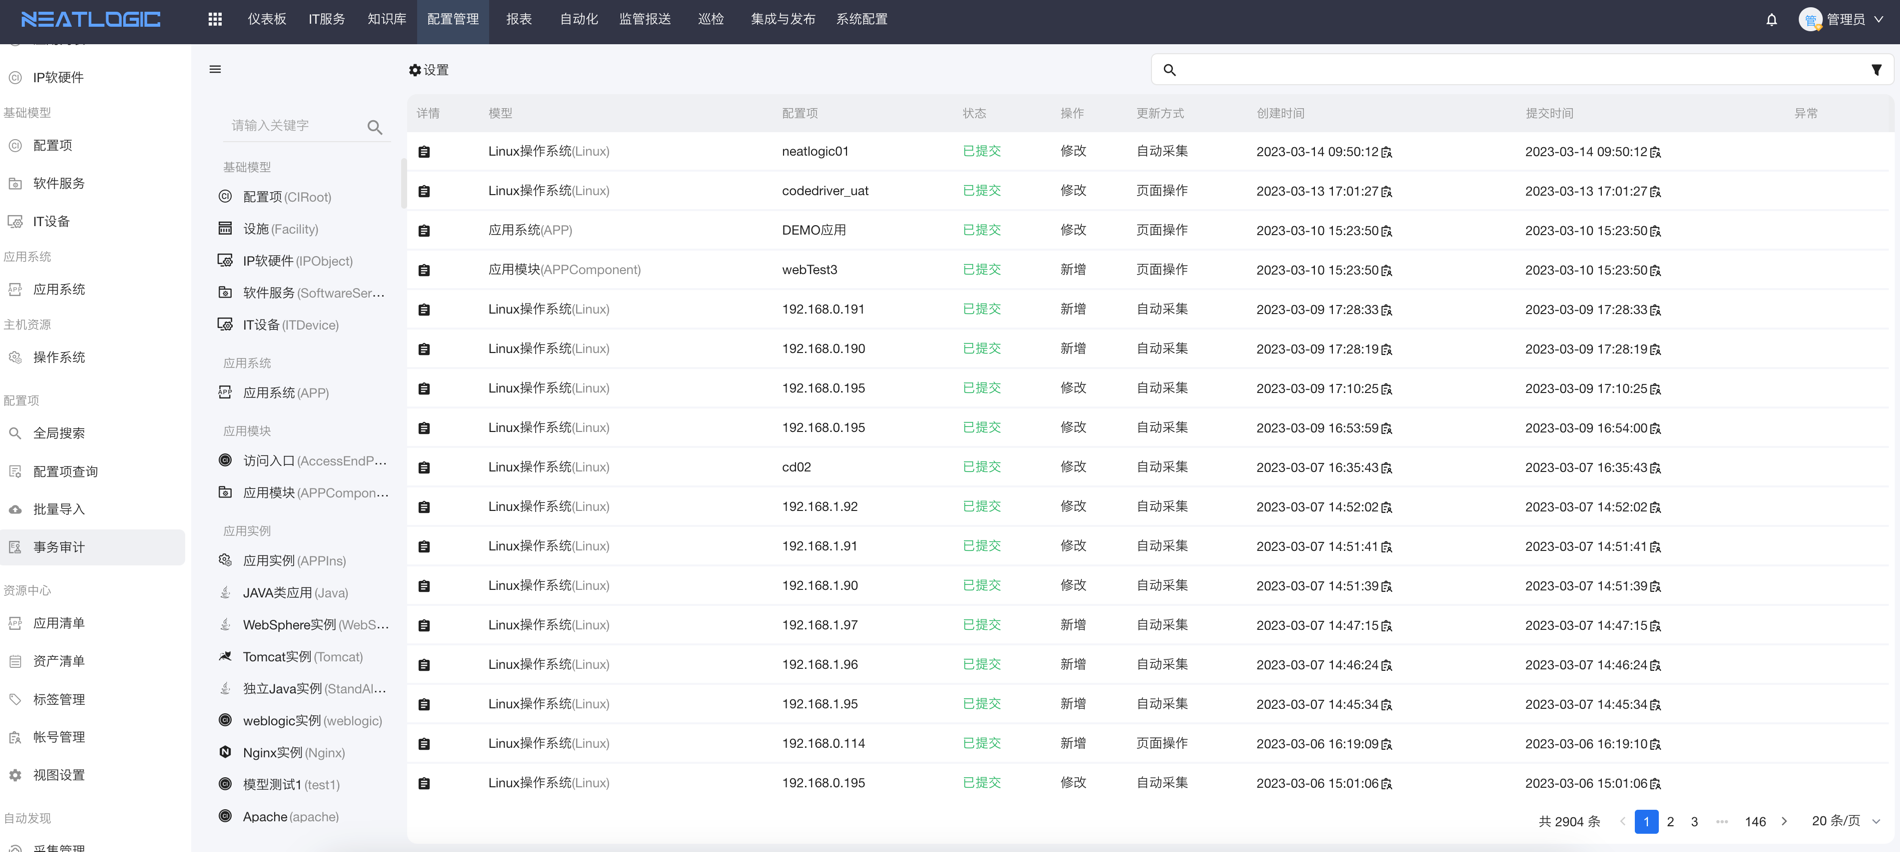 NEATLOGIC
仪表板 IT服务 知识库 配置管理 报表 自动化 监管报送 巡检 集成与发布 系统配置
管 管理员
IP软硬件
基础模型
配置项
软件服务
IT设备
应用系统
应用系统
主机资源
操作系统
配置项
全局搜索
配置项查询
批量导入
事务审计
资源中心
应用清单
资产清单
标签管理
帐号管理
视图设置
自动发现
采集管理
请输入关键字
基础模型
配置项(CIRoot)
设施(Facility)
IP软硬件(IPObject)
软件服务(SoftwareSer...
IT设备(ITDevice)
应用系统
应用系统(APP)
应用模块
访问入口(AccessEndP...
应用模块(APPCompon...
应用实例
应用实例(APPIns)
JAVA类应用(Java)
WebSphere实例(WebS...
Tomcat实例(Tomcat)
独立Java实例(StandAl...
weblogic实例(weblogic)
Nginx实例(Nginx)
模型测试1(test1)
Apache(apache)
设置
详情 模型 配置项 状态 操作 更新方式 创建时间 提交时间 异常
Linux操作系统(Linux) neatlogic01 已提交 修改 自动采集 2023-03-14 09:50:12 2023-03-14 09:50:12
Linux操作系统(Linux) codedriver_uat 已提交 修改 页面操作 2023-03-13 17:01:27 2023-03-13 17:01:27
应用系统(APP) DEMO应用 已提交 修改 页面操作 2023-03-10 15:23:50 2023-03-10 15:23:50
应用模块(APPComponent) webTest3 已提交 新增 页面操作 2023-03-10 15:23:50 2023-03-10 15:23:50
Linux操作系统(Linux) 192.168.0.191 已提交 新增 自动采集 2023-03-09 17:28:33 2023-03-09 17:28:33
Linux操作系统(Linux) 192.168.0.190 已提交 新增 自动采集 2023-03-09 17:28:19 2023-03-09 17:28:19
Linux操作系统(Linux) 192.168.0.195 已提交 修改 自动采集 2023-03-09 17:10:25 2023-03-09 17:10:25
Linux操作系统(Linux) 192.168.0.195 已提交 修改 自动采集 2023-03-09 16:53:59 2023-03-09 16:54:00
Linux操作系统(Linux) cd02 已提交 修改 自动采集 2023-03-07 16:35:43 2023-03-07 16:35:43
Linux操作系统(Linux) 192.168.1.92 已提交 修改 自动采集 2023-03-07 14:52:02 2023-03-07 14:52:02
Linux操作系统(Linux) 192.168.1.91 已提交 修改 自动采集 2023-03-07 14:51:41 2023-03-07 14:51:41
Linux操作系统(Linux) 192.168.1.90 已提交 修改 自动采集 2023-03-07 14:51:39 2023-03-07 14:51:39
Linux操作系统(Linux) 192.168.1.97 已提交 新增 自动采集 2023-03-07 14:47:15 2023-03-07 14:47:15
Linux操作系统(Linux) 192.168.1.96 已提交 新增 自动采集 2023-03-07 14:46:24 2023-03-07 14:46:24
Linux操作系统(Linux) 192.168.1.95 已提交 新增 自动采集 2023-03-07 14:45:34 2023-03-07 14:45:34
Linux操作系统(Linux) 192.168.0.114 已提交 新增 页面操作 2023-03-06 16:19:09 2023-03-06 16:19:10
Linux操作系统(Linux) 192.168.0.195 已提交 修改 自动采集 2023-03-06 15:01:06 2023-03-06 15:01:06
共 2904 条 1 2 3 ••• 146 20 条/页